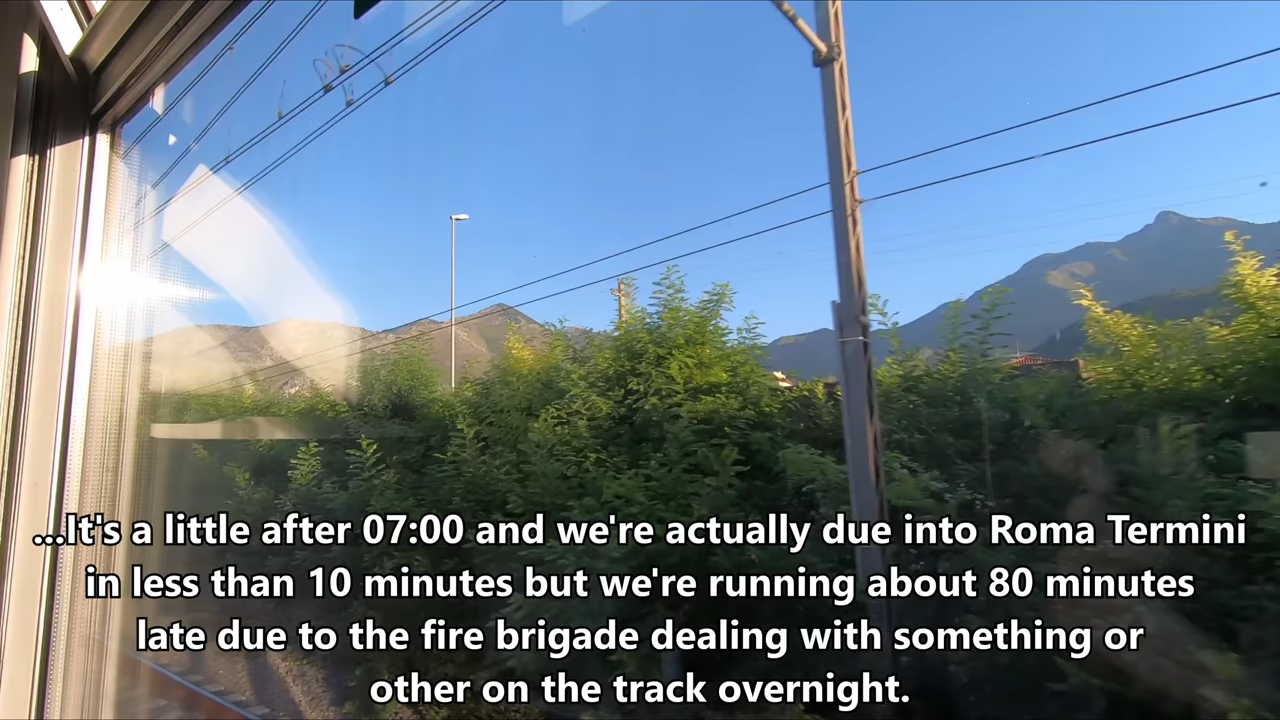 ...It's a little after 07:00 and we're actually due into Roma Termini
in less than 10 minutes but we're running about 80 minutes
late due to the fire brigade dealing with something or
other on the track overnight.